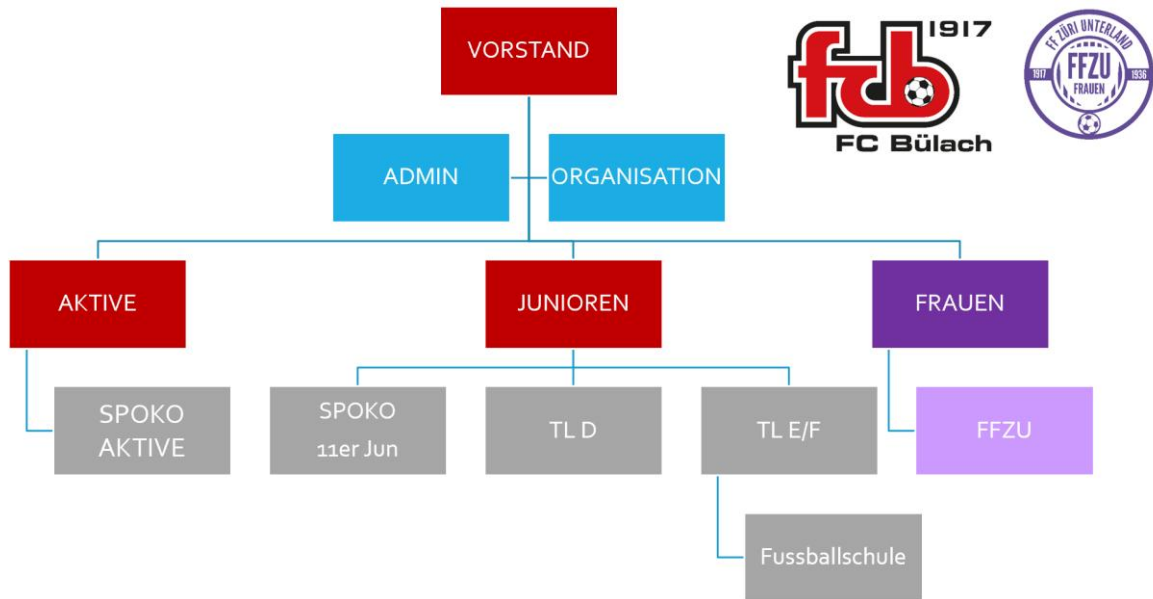 VORSTAND
fcb
1917
FC Bülach
FF ZÜRI UNTERLAND
1917
FFZU
1936
FRAUEN
ADMIN
ORGANISATION
AKTIVE
JUNIOREN
FRAUEN
SPOKO
AKTIVE
SPOKO
11er Jun
TL D
TL E/F
FFZU
Fussballschule